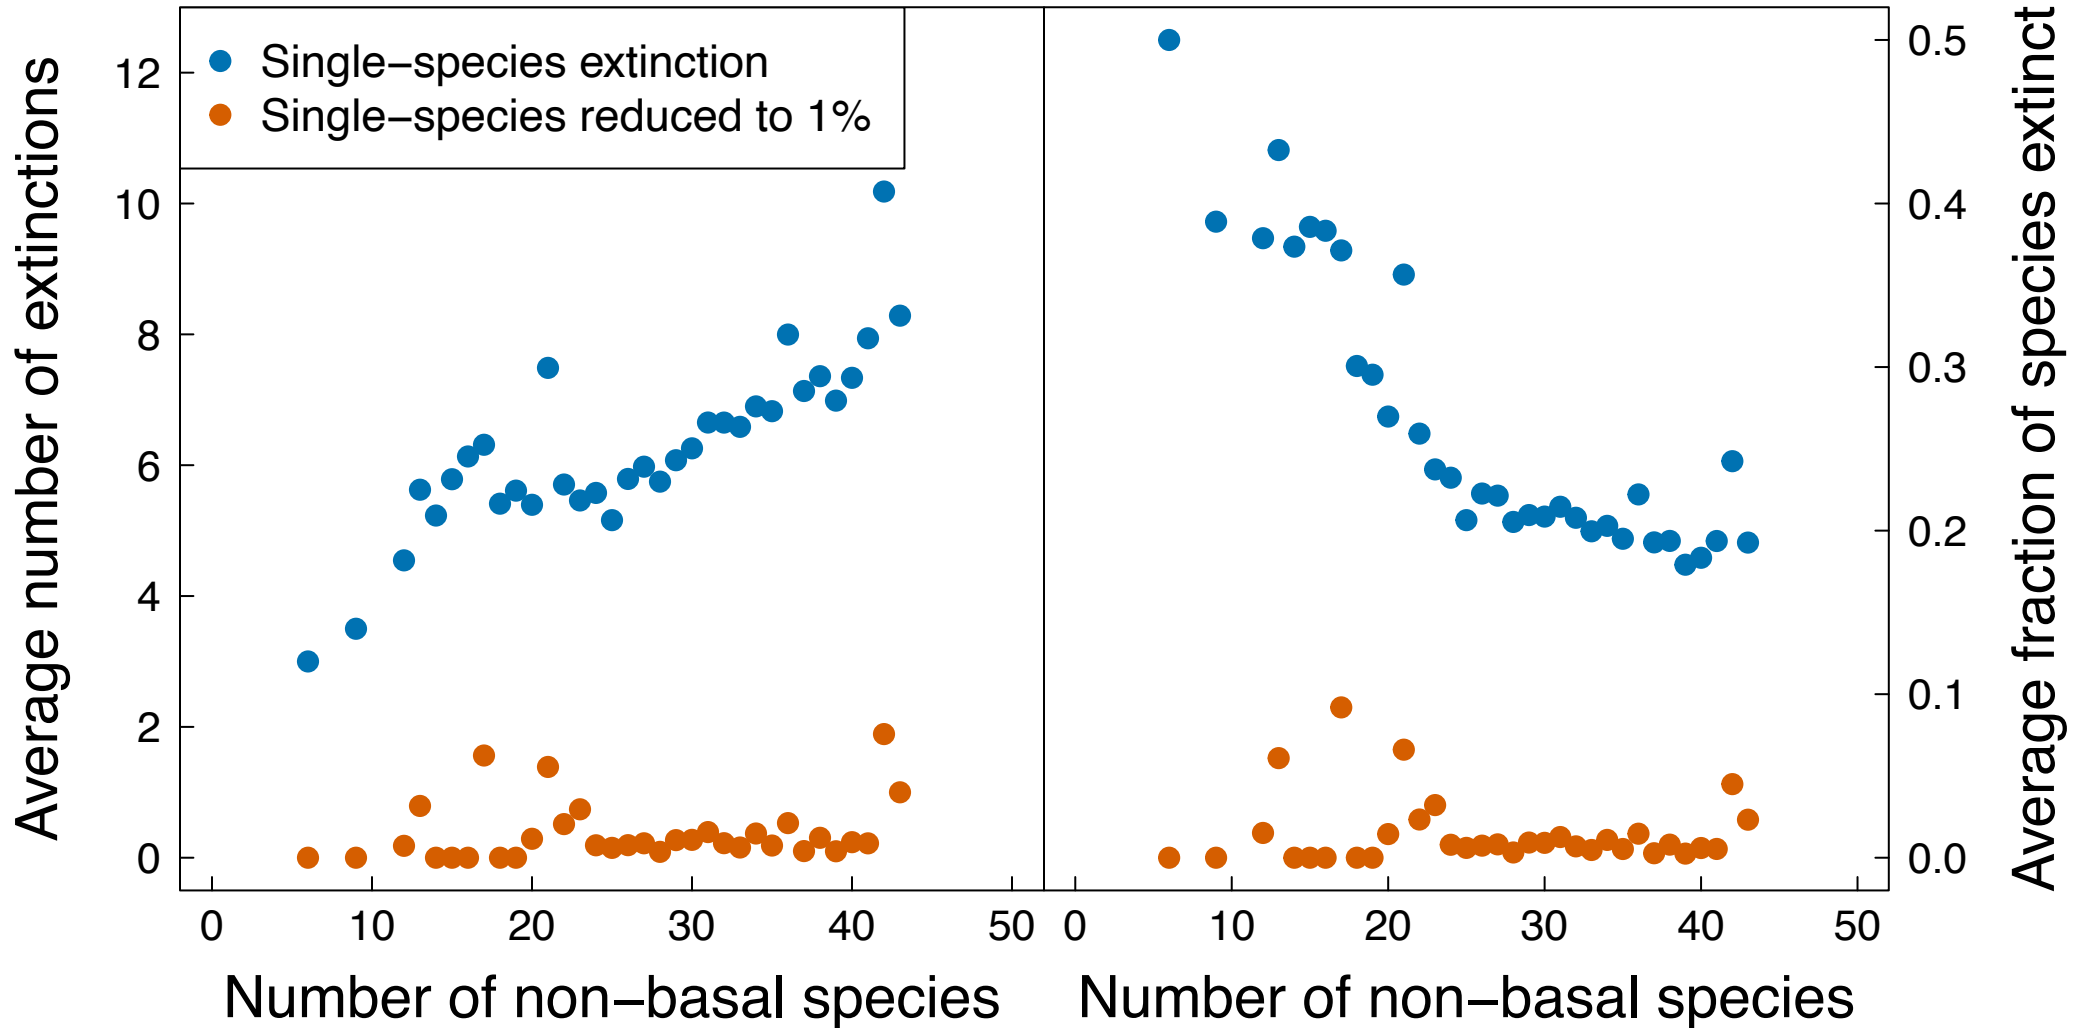 Single–species extinction
Single–species reduced to 1%
Average number of extinctions
12
10
8
6
4
2
0
0 10 20 30 40 50
Number of non–basal species
0 10 20 30 40 50
Number of non–basal species
0.5
0.4
0.3
0.2
0.1
0.0
Average fraction of species extinct